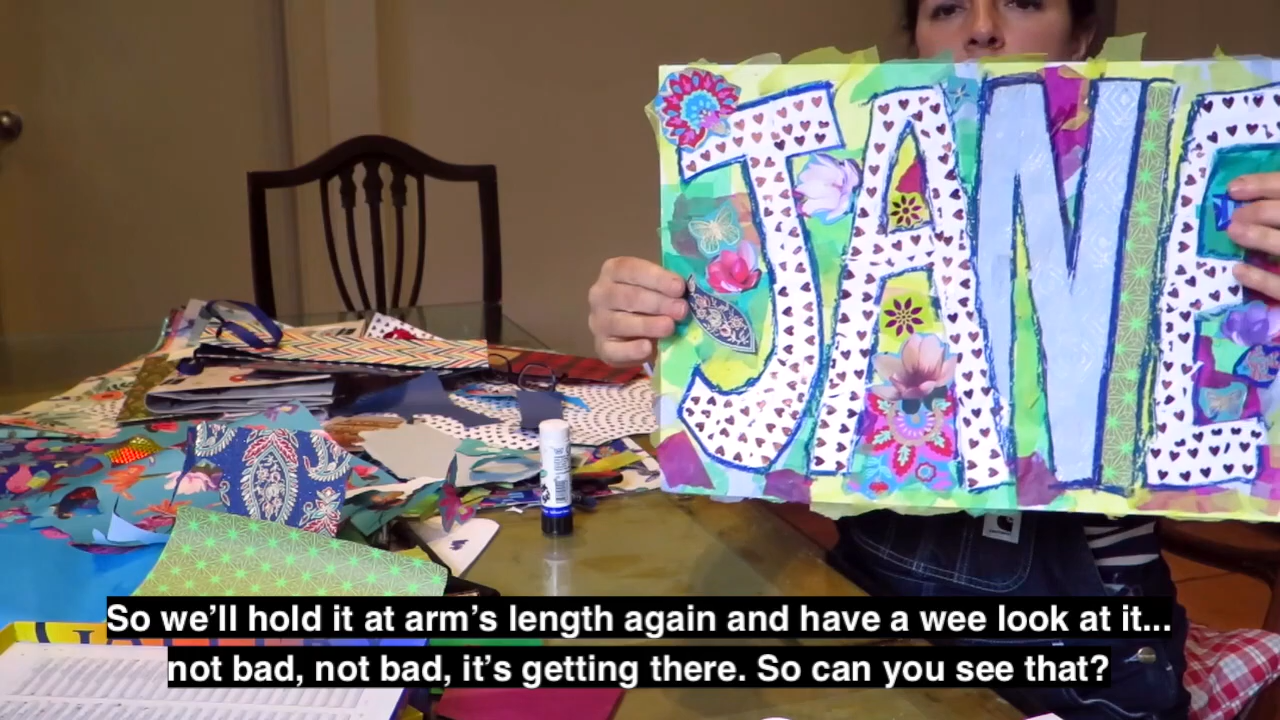 JANE
So we’ll hold it at arm’s length again and have a wee look at it...
not bad, not bad, it’s getting there. So can you see that?